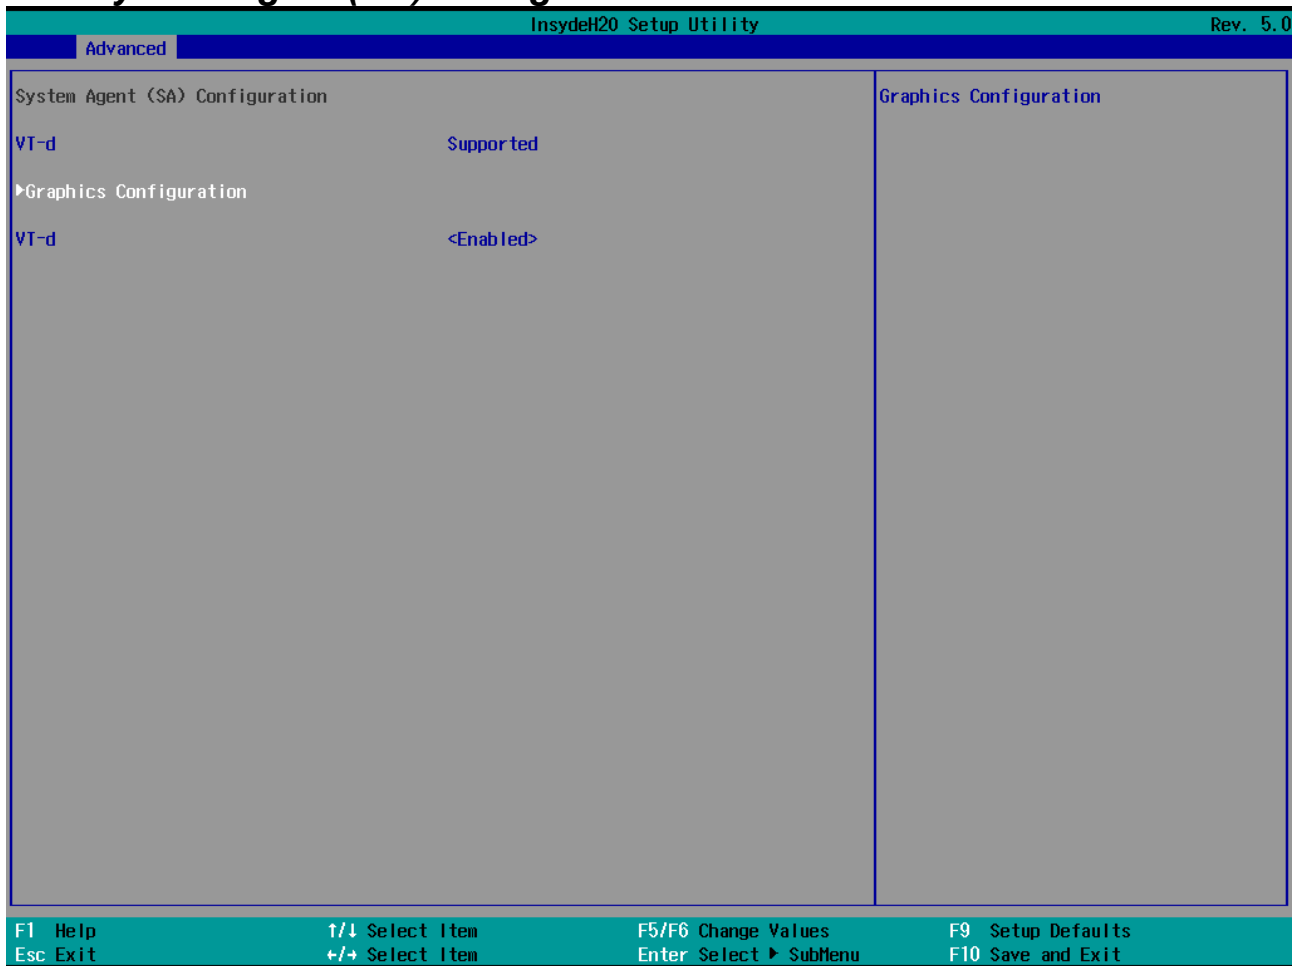 InsydeH2O Setup Utility Rev. 5.0
Advanced
System Agent (SA) Configuration Graphics Configuration
VT-d Supported
▶Graphics Configuration
VT-d <Enabled>
F1 Help ↑/↓ Select Item F5/F6 Change Values F9 Setup Defaults
Esc Exit ←/→ Select Item Enter Select ▶ SubMenu F10 Save and Exit